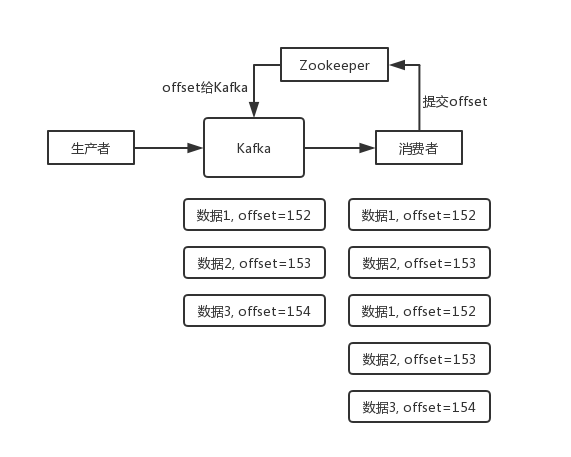 Zookeeper
offset给Kafka
提交offset
生产者
Kafka
消费者
数据1, offset=152
数据1, offset=152
数据2, offset=153
数据2, offset=153
数据3, offset=154
数据1, offset=152
数据2, offset=153
数据3, offset=154